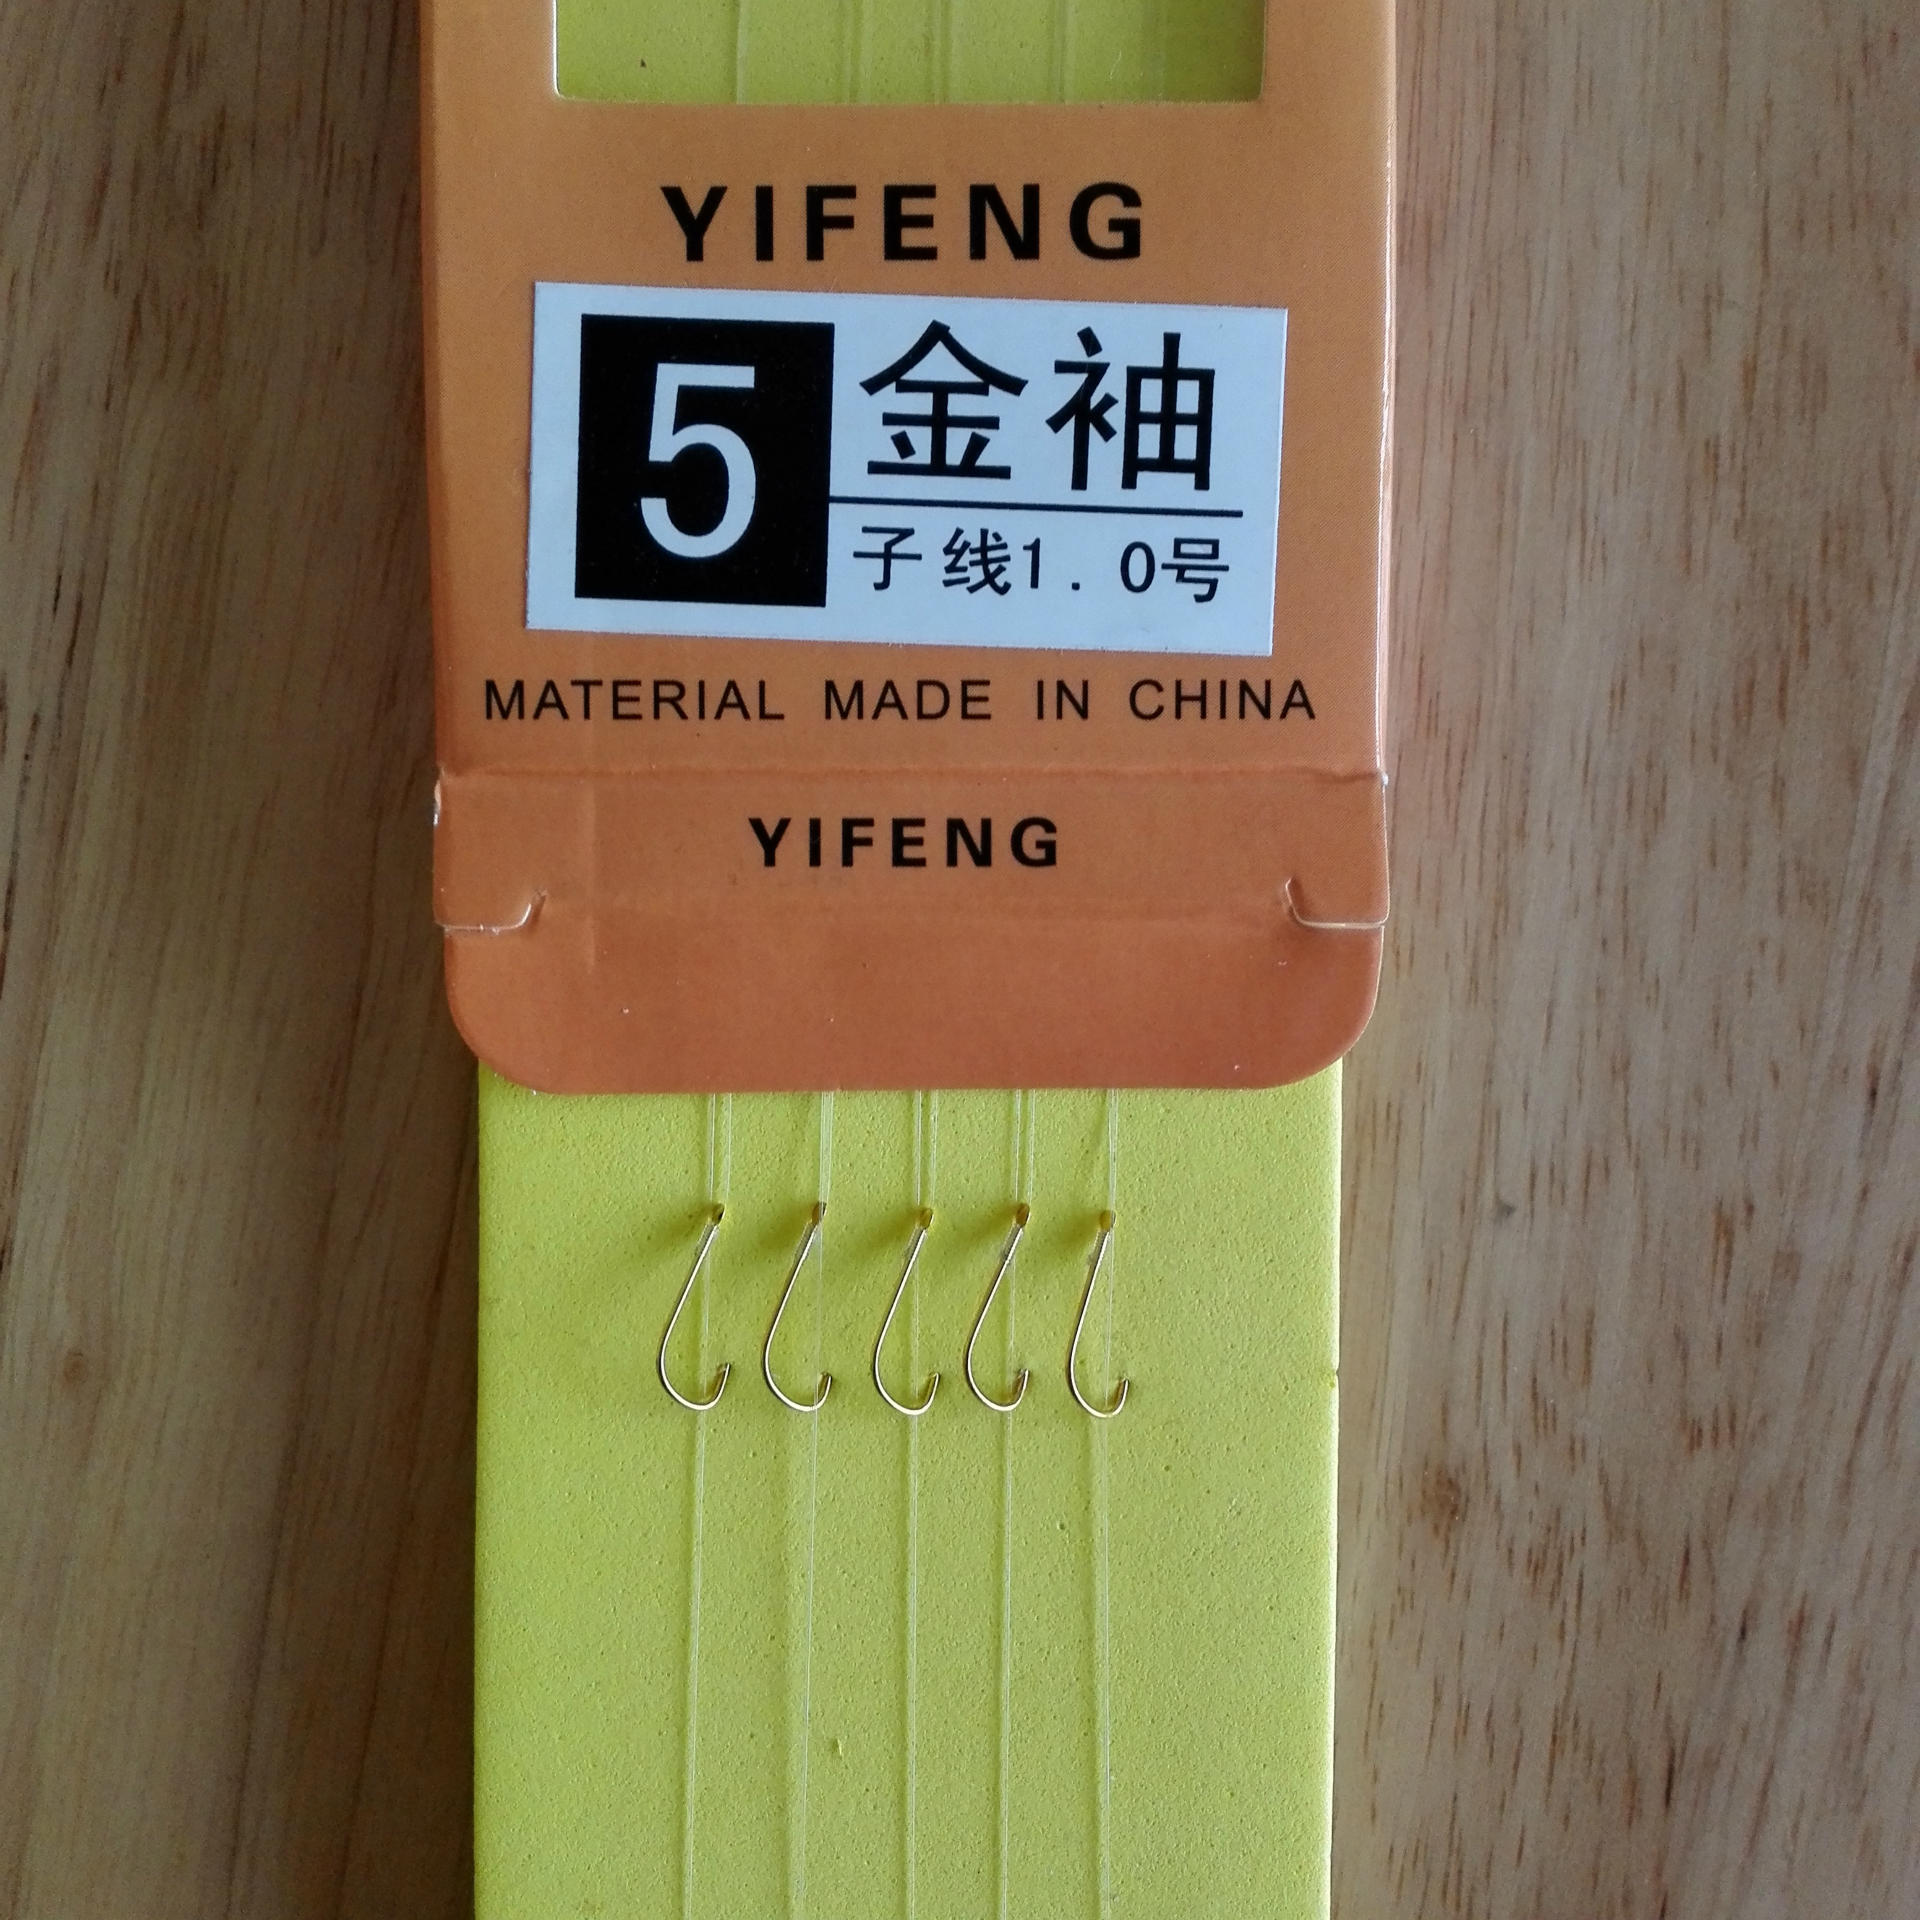 YIFENG
5 金袖
子线1.0号
MATERIAL MADE IN CHINA
YIFENG